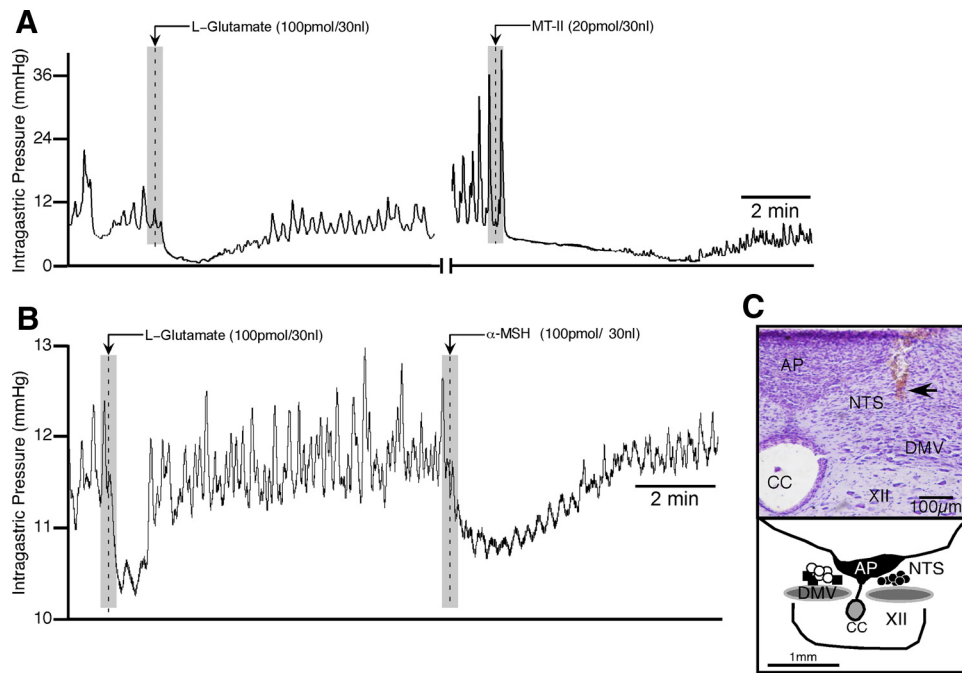 A
L-Glutamate (100pmol/30nl)
MT-II (20pmol/30nl)
Intragastric Pressure (mmHg)
36
24
12
0
2 min
B
L-Glutamate (100pmol/30nl)
α-MSH (100pmol/ 30nl)
Intragastric Pressure (mmHg)
13
12
11
10
2 min
C
AP
NTS
DMV
CC
XII
100µm
AP
NTS
DMV
CC
XII
1mm